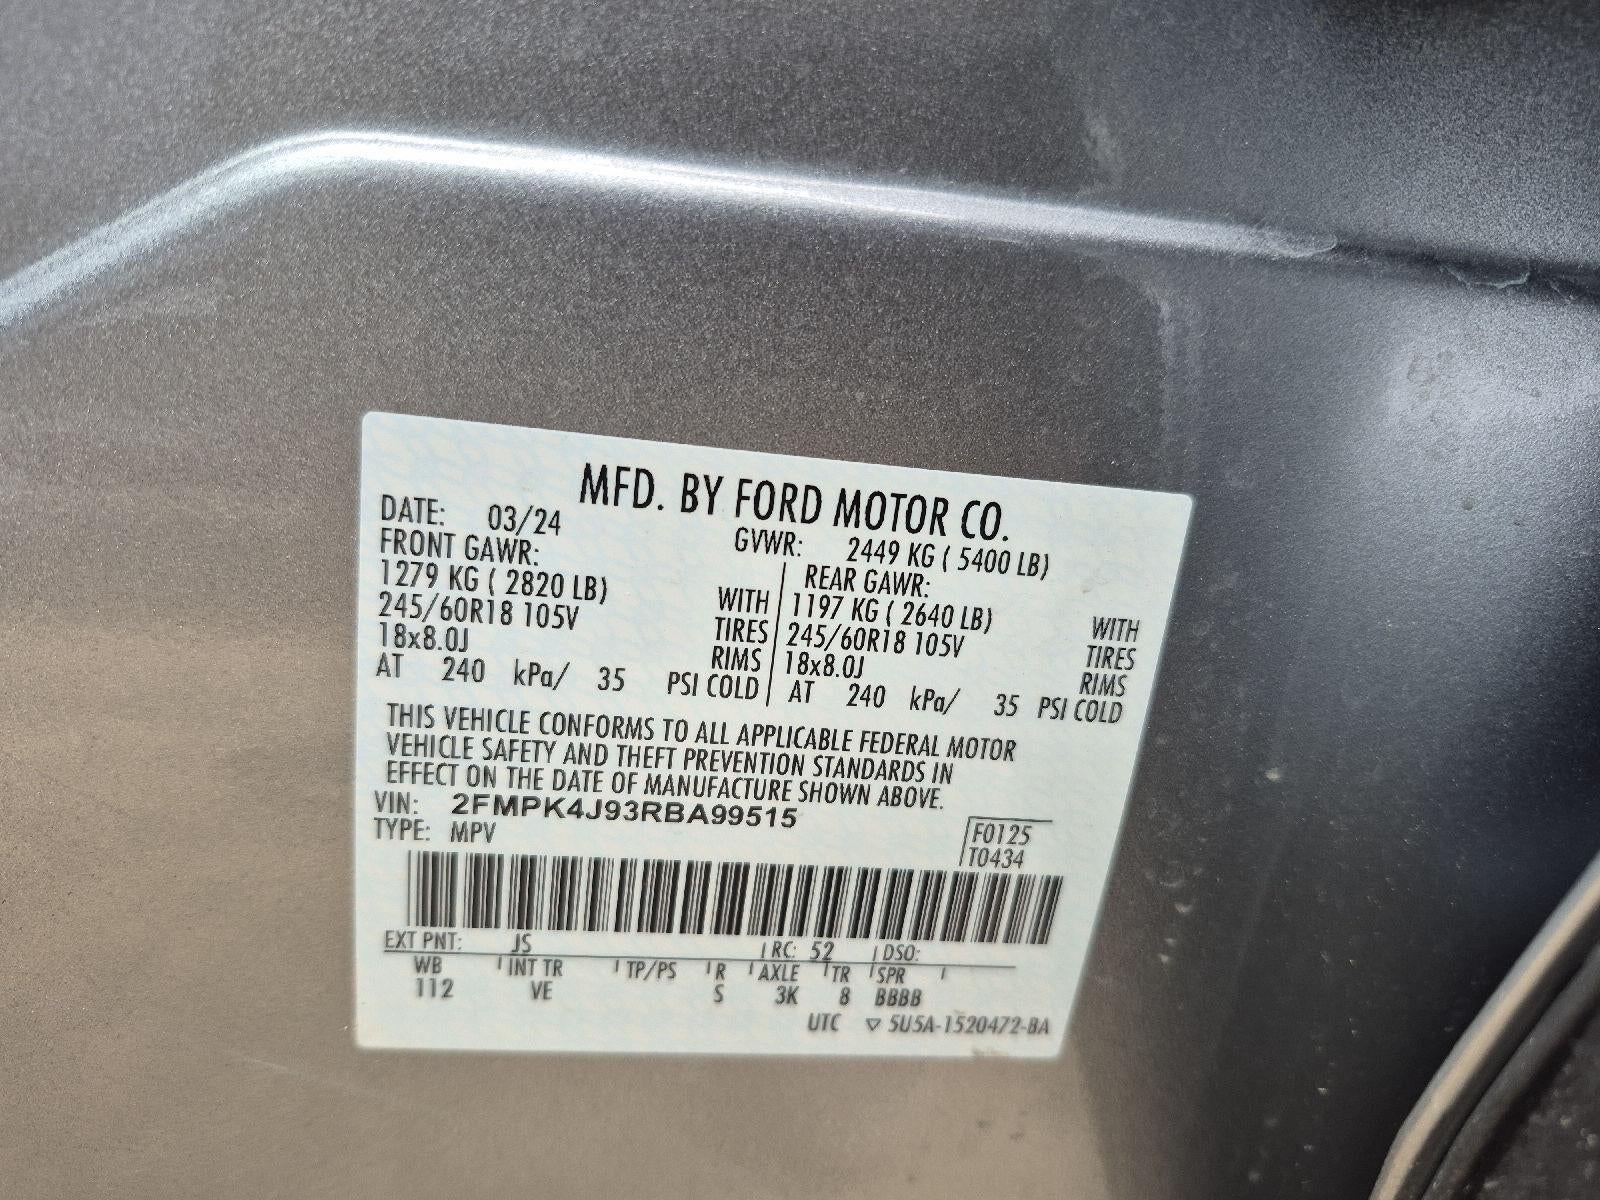 MFD. BY FORD MOTOR CO.
DATE: 03/24 GVWR: 2449 KG ( 5400 LB)
FRONT GAWR: REAR GAWR:
1279 KG ( 2820 LB) WITH 1197 KG ( 2640 LB) WITH
245/60R18 105V TIRES 245/60R18 105V TIRES
18x8.0J RIMS 18x8.0J RIMS
AT 240 kPa/ 35 PSI COLD AT 240 kPa/ 35 PSI COLD
THIS VEHICLE CONFORMS TO ALL APPLICABLE FEDERAL MOTOR
VEHICLE SAFETY AND THEFT PREVENTION STANDARDS IN
EFFECT ON THE DATE OF MANUFACTURE SHOWN ABOVE.
VIN: 2FMPK4J93RBA99515
TYPE: MPV
F0125
T0434
EXT PNT: JS RC: 52 DSO:
WB INT TR TP/PS R AXLE TR SPR
112 VE S 3K 8 BBBB
UTC ▽ 5U5A-1520472-BA